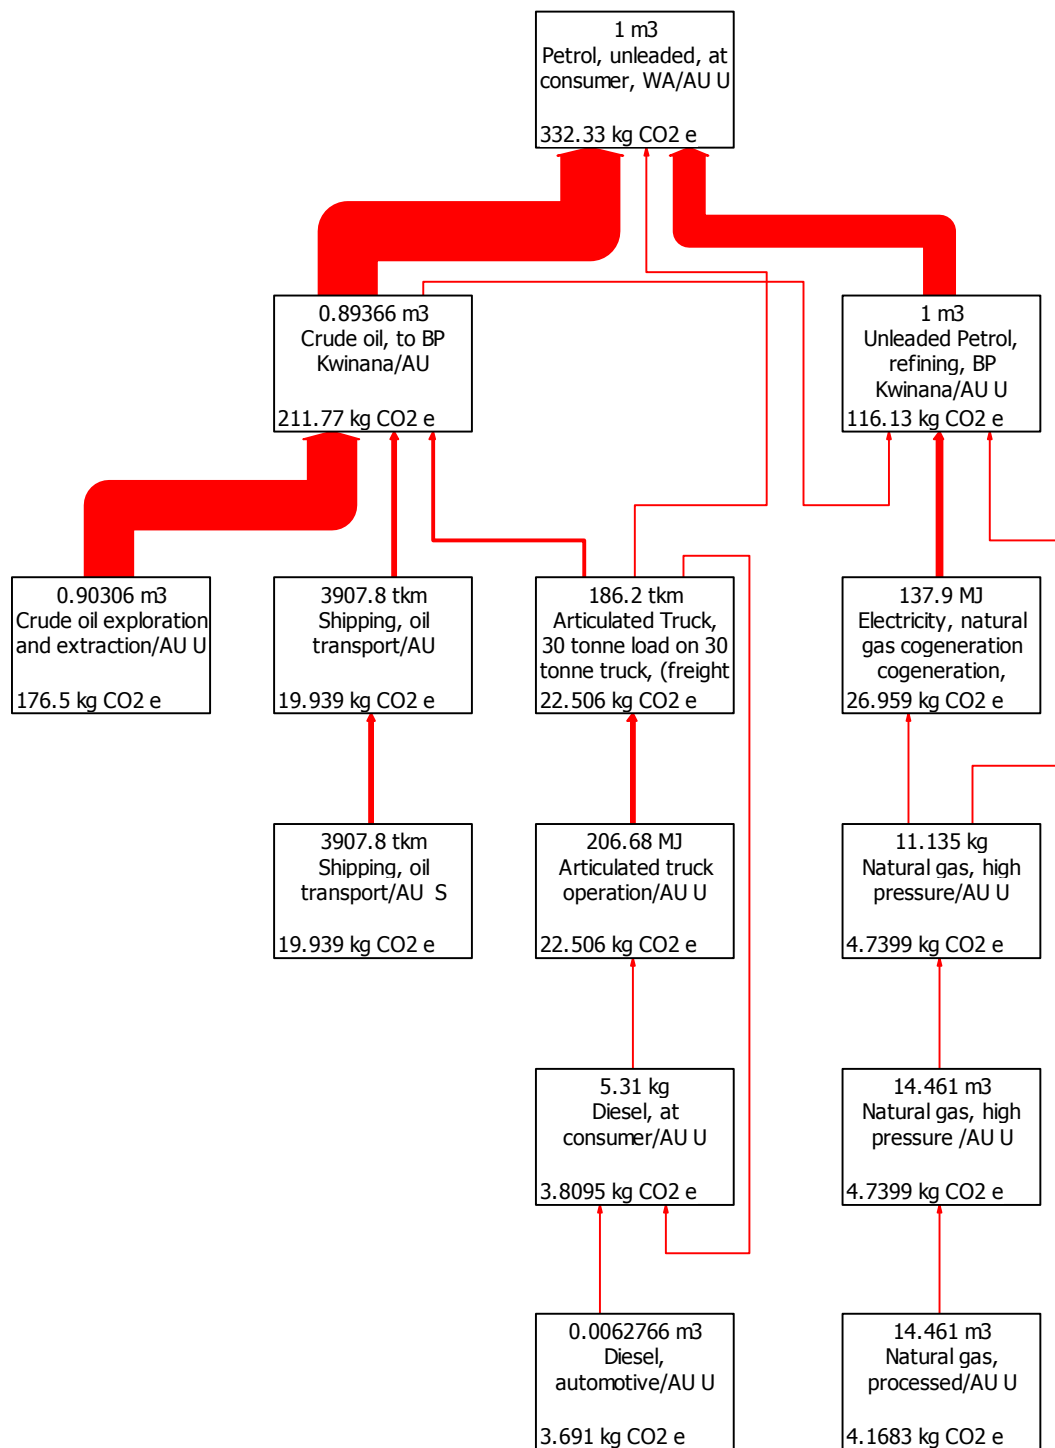 1 m3
Petrol, unleaded, at
consumer, WA/AU U
332.33 kg CO2 e
0.89366 m3
Crude oil, to BP
Kwinana/AU
211.77 kg CO2 e
1 m3
Unleaded Petrol,
refining, BP
Kwinana/AU U
116.13 kg CO2 e
0.90306 m3
Crude oil exploration
and extraction/AU U
176.5 kg CO2 e
3907.8 tkm
Shipping, oil
transport/AU
19.939 kg CO2 e
186.2 tkm
Articulated Truck,
30 tonne load on 30
tonne truck, (freight
22.506 kg CO2 e
137.9 MJ
Electricity, natural
gas cogeneration
cogeneration,
26.959 kg CO2 e
3907.8 tkm
Shipping, oil
transport/AU  S
19.939 kg CO2 e
206.68 MJ
Articulated truck
operation/AU U
22.506 kg CO2 e
11.135 kg
Natural gas, high
pressure/AU U
4.7399 kg CO2 e
5.31 kg
Diesel, at
consumer/AU U
3.8095 kg CO2 e
14.461 m3
Natural gas, high
pressure /AU U
4.7399 kg CO2 e
0.0062766 m3
Diesel,
automotive/AU U
3.691 kg CO2 e
14.461 m3
Natural gas,
processed/AU U
4.1683 kg CO2 e